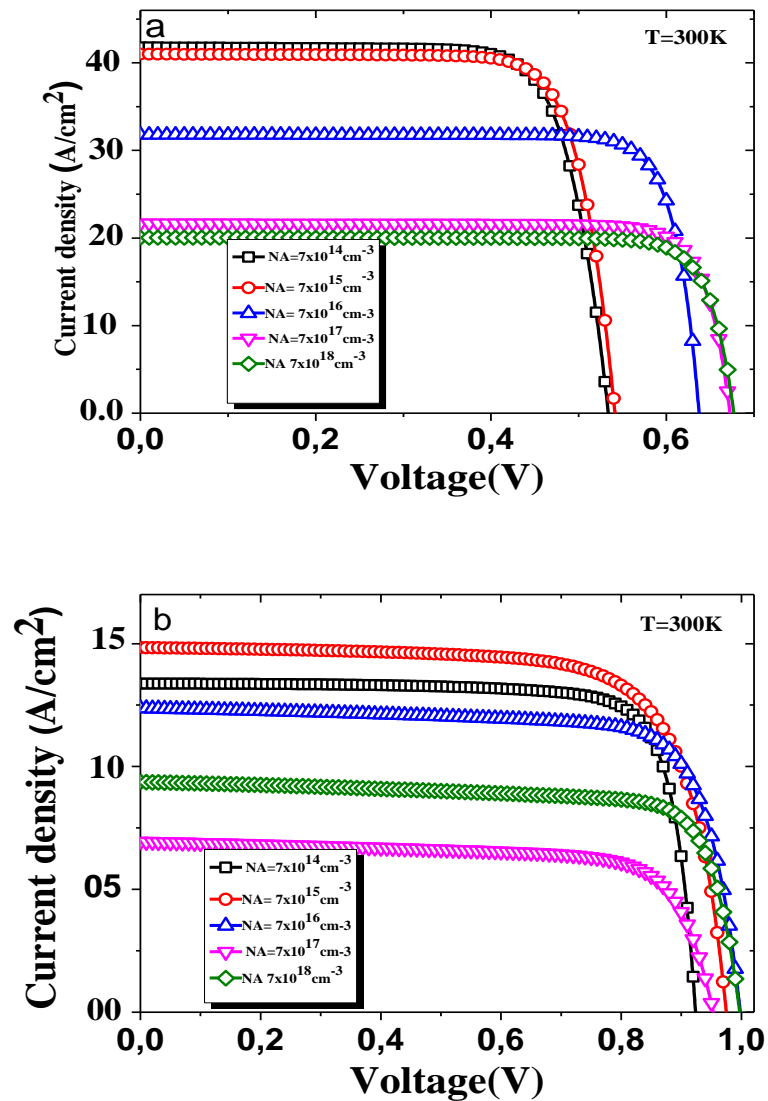 a
T=300K
Current density (A/cm²)
40
30
20
10
0.0
NA=7x10¹⁴cm⁻³
NA= 7x10¹⁵cm⁻³
NA= 7x10¹⁶cm-3
NA=7x10¹⁷cm-3
NA 7x10¹⁸cm⁻³
0,0 0,2 0,4 0,6
Voltage(V)
b
T=300K
Current density (A/cm²)
15
10
05
00
NA=7x10¹⁴cm⁻³
NA= 7x10¹⁵cm⁻³
NA= 7x10¹⁶cm-3
NA=7x10¹⁷cm-3
NA 7x10¹⁸cm⁻³
0,0 0,2 0,4 0,6 0,8 1,0
Voltage(V)